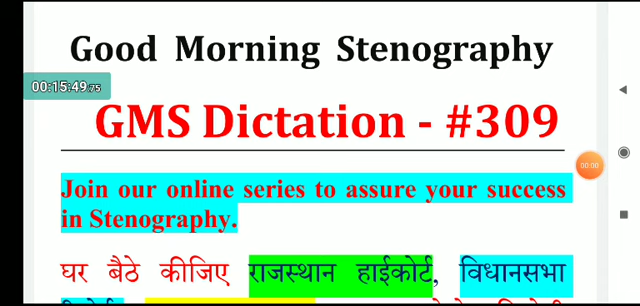 Good Morning Stenography
00:15:49.75
GMS Dictation - #309
00:00
Join our online series to assure your success
in Stenography.
घर बैठे कीजिए राजस्थान हाईकोर्ट, विधानसभा